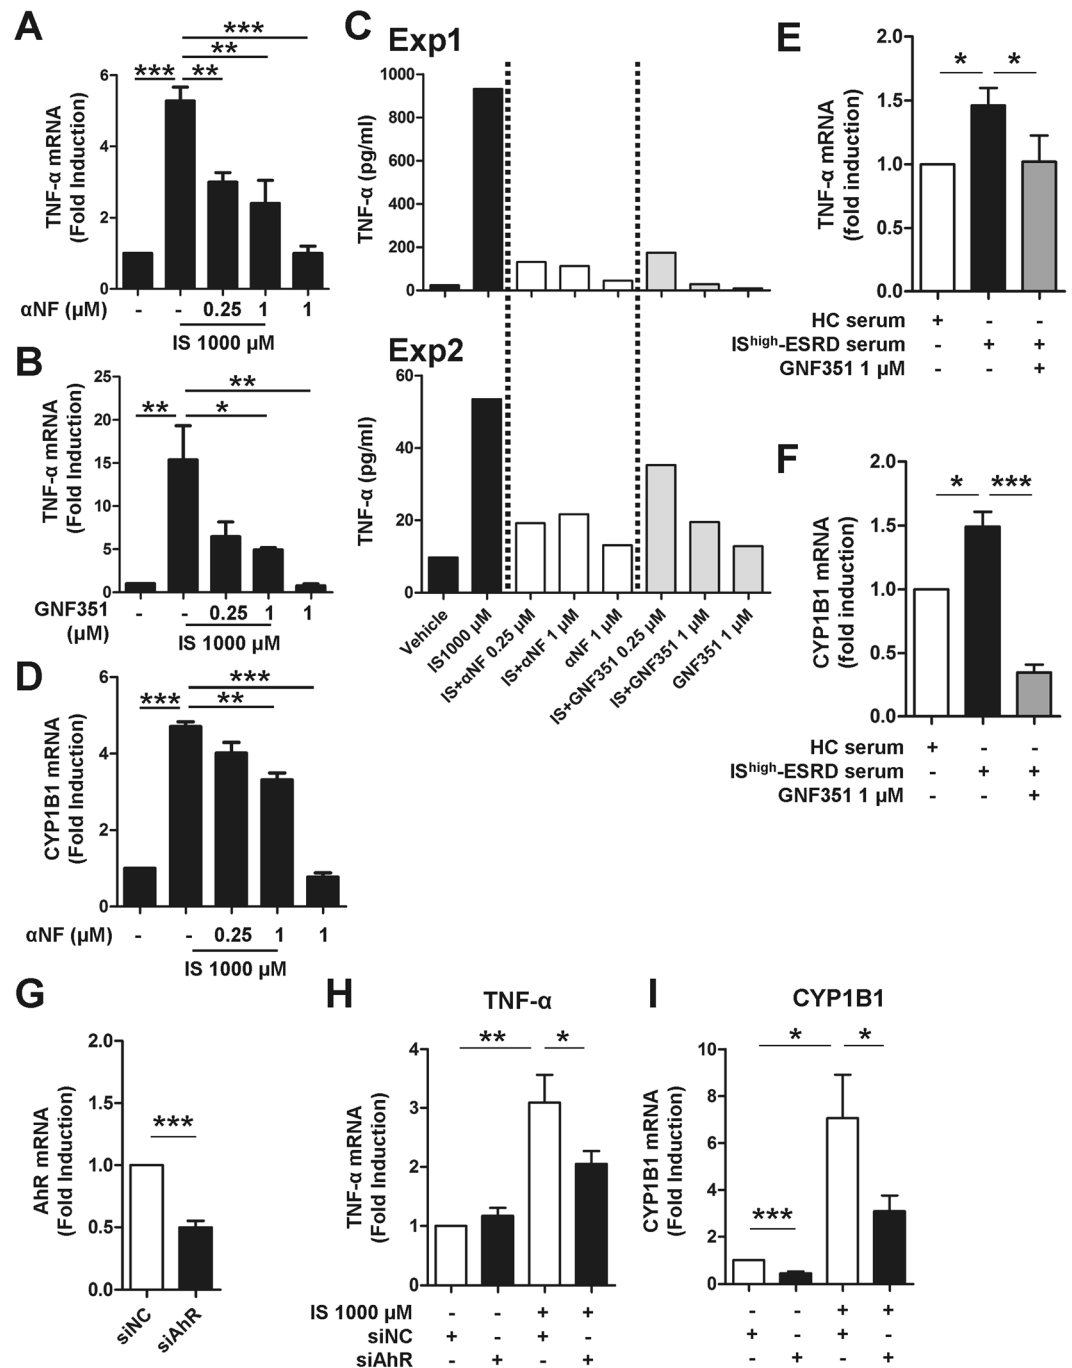 A
***
**
*** **
TNF-α mRNA
(Fold Induction)
6
4
2
0
αNF (μM) - - 0.25 1 1
IS 1000 μM
B
**
** *
TNF-α mRNA
(Fold Induction)
25
20
15
10
5
0
GNF351
(μM)
- - 0.25 1 1
IS 1000 μM
C
Exp1
TNF-α (pg/ml)
1000
800
600
400
200
0
Exp2
TNF-α (pg/ml)
60
40
20
0
Vehicle
IS1000 μM
IS+αNF 0.25 μM
IS+αNF 1 μM
αNF 1 μM
IS+GNF351 0.25 μM
IS+GNF351 1 μM
GNF351 1 μM
D
***
*** **
CYP1B1 mRNA
(Fold Induction)
6
4
2
0
αNF (μM) - - 0.25 1 1
IS 1000 μM
E
* *
TNF-α mRNA
(fold induction)
2.0
1.5
1.0
0.5
0.0
HC serum + - -
IShigh-ESRD serum - + +
GNF351 1 μM - - +
F
* ***
CYP1B1 mRNA
(fold induction)
2.0
1.5
1.0
0.5
0.0
HC serum + - -
IShigh-ESRD serum - + +
GNF351 1 μM - - +
G
***
AhR mRNA
(Fold Induction)
2.0
1.5
1.0
0.5
0.0
siNC
siAhR
H
TNF-α
** *
TNF-α mRNA
(Fold Induction)
4
3
2
1
0
IS 1000 μM - - + +
siNC + - + -
siAhR - + - +
I
CYP1B1
* *
***
CYP1B1 mRNA
(Fold Induction)
10
8
6
4
2
0
- - + +
+ - + -
- + - +